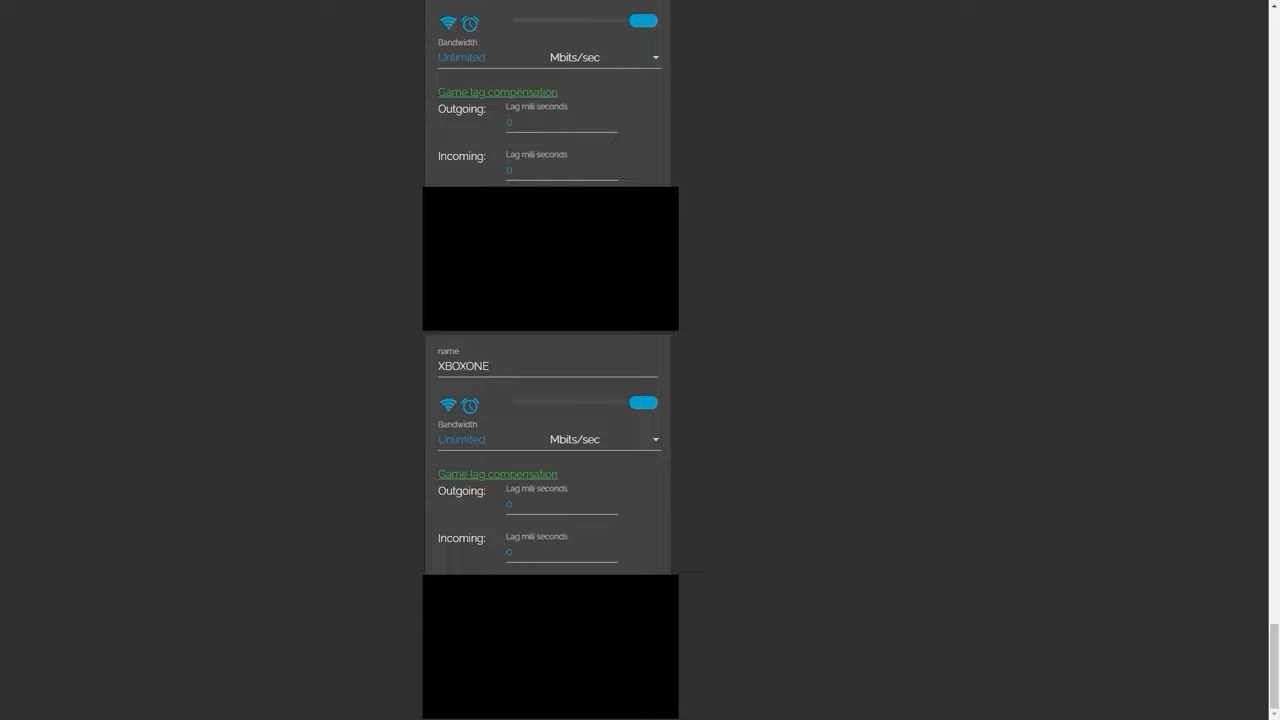 Bandwidth
Unlimited Mbits/sec
Game lag compensation
Outgoing: Lag mili seconds
0
Incoming: Lag mili seconds
0
name
XBOXONE
Bandwidth
Unlimited Mbits/sec
Game lag compensation
Outgoing: Lag mili seconds
0
Incoming: Lag mili seconds
0